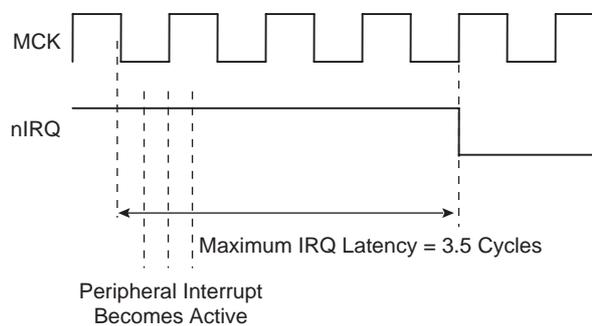 MCK
nIRQ
Maximum IRQ Latency = 3.5 Cycles
Peripheral Interrupt
Becomes Active